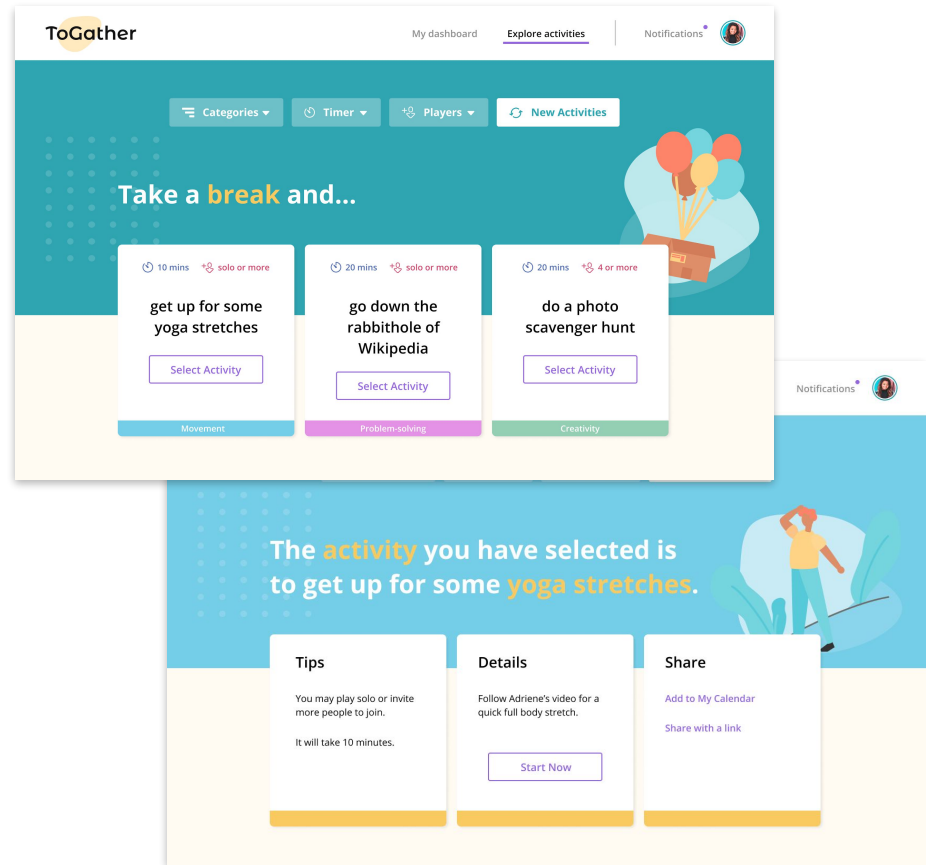 ToGather
My dashboard
Explore activities
Notifications
Categories
Timer
Players
New Activities
Take a break and...
10 mins
solo or more
get up for some
yoga stretches
Select Activity
Movement
20 mins
solo or more
go down the
rabbithole of
Wikipedia
Select Activity
Problem-solving
20 mins
4 or more
do a photo
scavenger hunt
Select Activity
Creativity
Notifications
The activity you have selected is
to get up for some yoga stretches.
Tips
You may play solo or invite
more people to join.
It will take 10 minutes.
Details
Follow Adriene's video for a
quick full body stretch.
Start Now
Share
Add to My Calendar
Share with a link